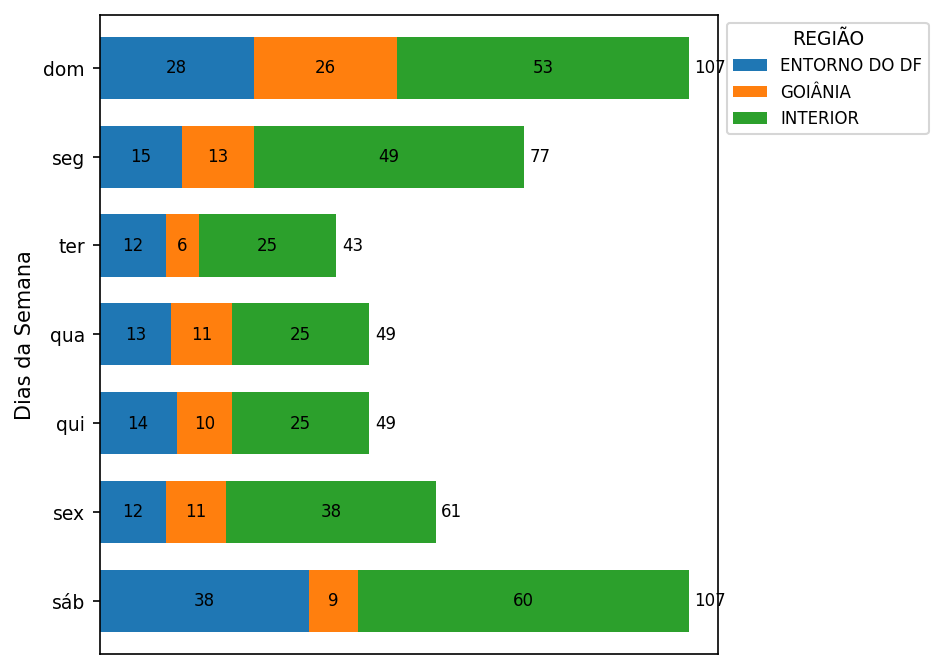 REGIÃO
ENTORNO DO DF
GOIÂNIA
INTERIOR
Dias da Semana
dom 28 26 53 107
seg 15 13 49 77
ter 12 6 25 43
qua 13 11 25 49
qui 14 10 25 49
sex 12 11 38 61
sáb 38 9 60 107